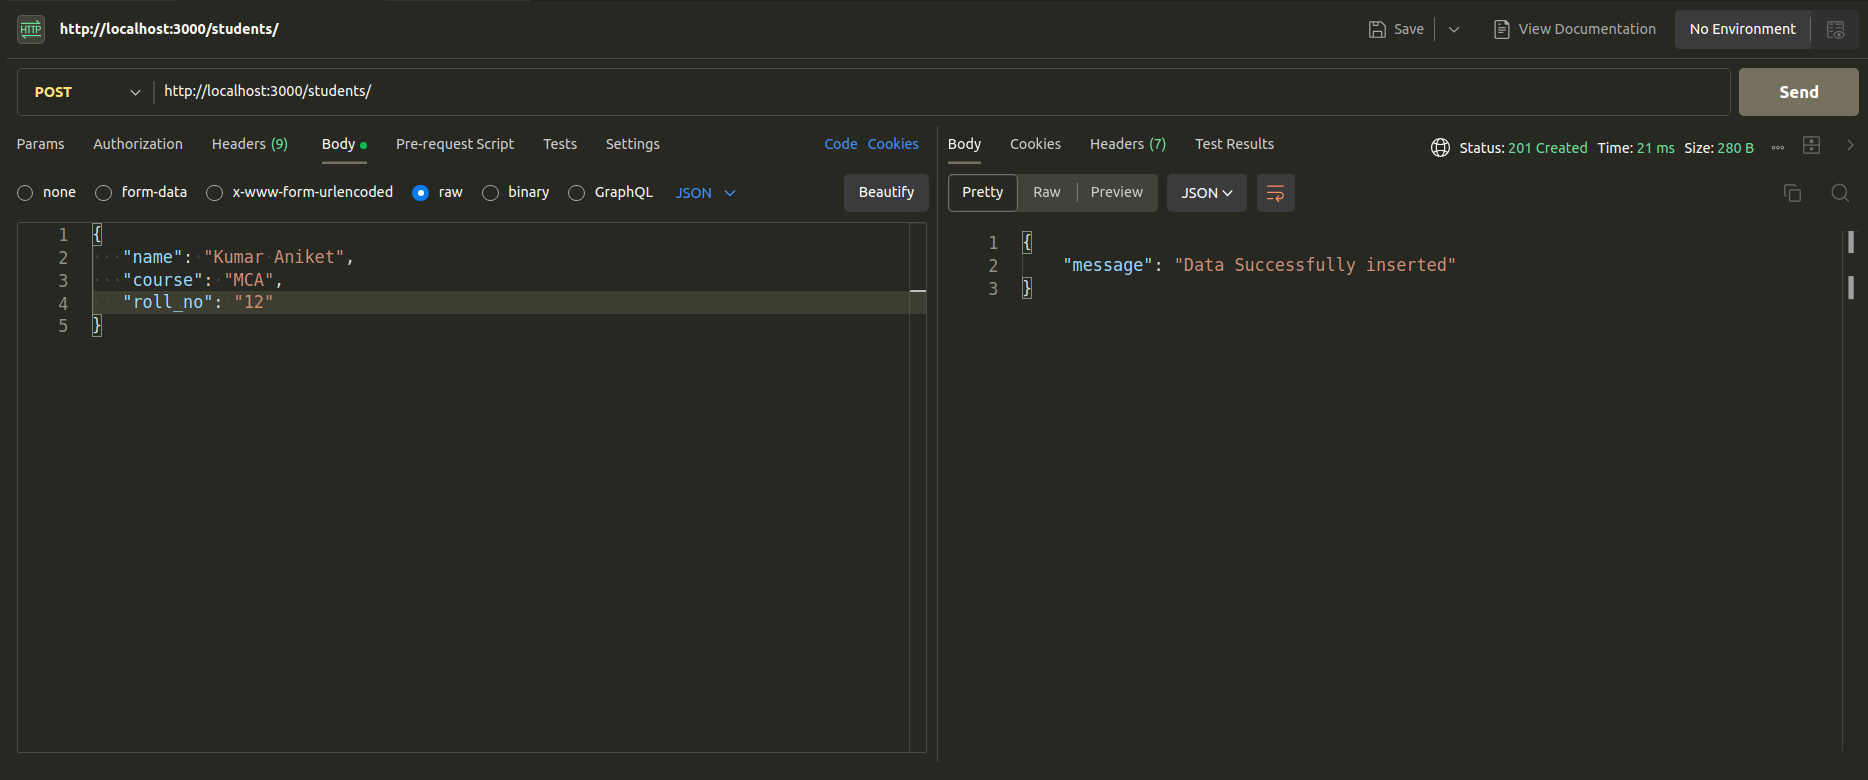 HTTP http://localhost:3000/students/ Save View Documentation No Environment
POST http://localhost:3000/students/ Send
Params Authorization Headers (9) Body Pre-request Script Tests Settings Code Cookies
none form-data x-www-form-urlencoded raw binary GraphQL JSON Beautify
1 {
2 "name": "Kumar Aniket",
3 "course": "MCA",
4 "roll_no": "12"
5 }
Body Cookies Headers (7) Test Results Status: 201 Created Time: 21 ms Size: 280 B
Pretty Raw Preview JSON
1 {
2 "message": "Data Successfully inserted"
3 }